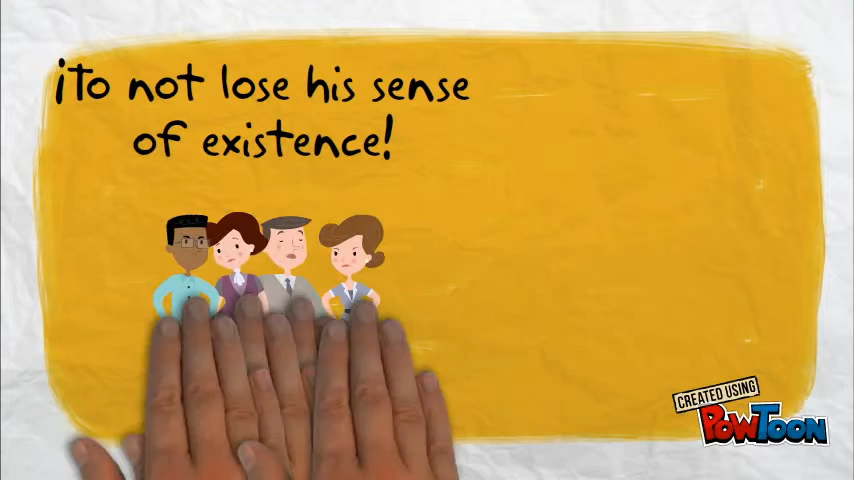 ¡To not lose his sense
of existence!
CREATED USING
POWTOON